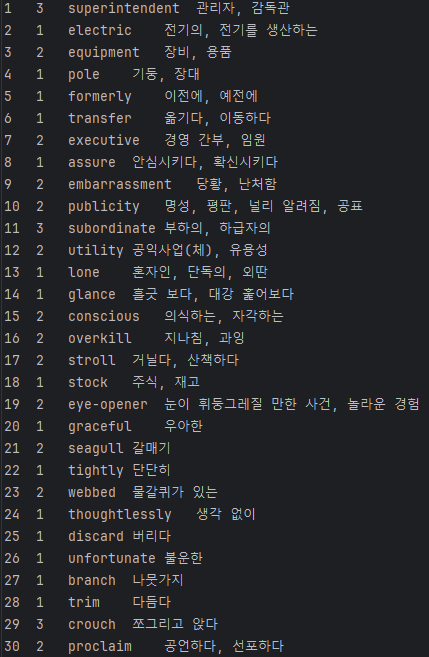 1 3 superintendent 관리자, 감독관
2 1 electric 전기의, 전기를 생산하는
3 2 equipment 장비, 용품
4 1 pole 기둥, 장대
5 1 formerly 이전에, 예전에
6 1 transfer 옮기다, 이동하다
7 2 executive 경영 간부, 임원
8 1 assure 안심시키다, 확신시키다
9 2 embarrassment 당황, 난처함
10 2 publicity 명성, 평판, 널리 알려짐, 공표
11 3 subordinate 부하의, 하급자의
12 2 utility 공익사업(체), 유용성
13 1 lone 혼자인, 단독의, 외딴
14 1 glance 흘긋 보다, 대강 훑어보다
15 2 conscious 의식하는, 자각하는
16 2 overkill 지나침, 과잉
17 2 stroll 거닐다, 산책하다
18 1 stock 주식, 재고
19 2 eye-opener 눈이 휘둥그레질 만한 사건, 놀라운 경험
20 1 graceful 우아한
21 2 seagull 갈매기
22 1 tightly 단단히
23 2 webbed 물갈퀴가 있는
24 1 thoughtlessly 생각 없이
25 1 discard 버리다
26 1 unfortunate 불운한
27 1 branch 나뭇가지
28 1 trim 다듬다
29 3 crouch 쪼그리고 앉다
30 2 proclaim 공언하다, 선포하다